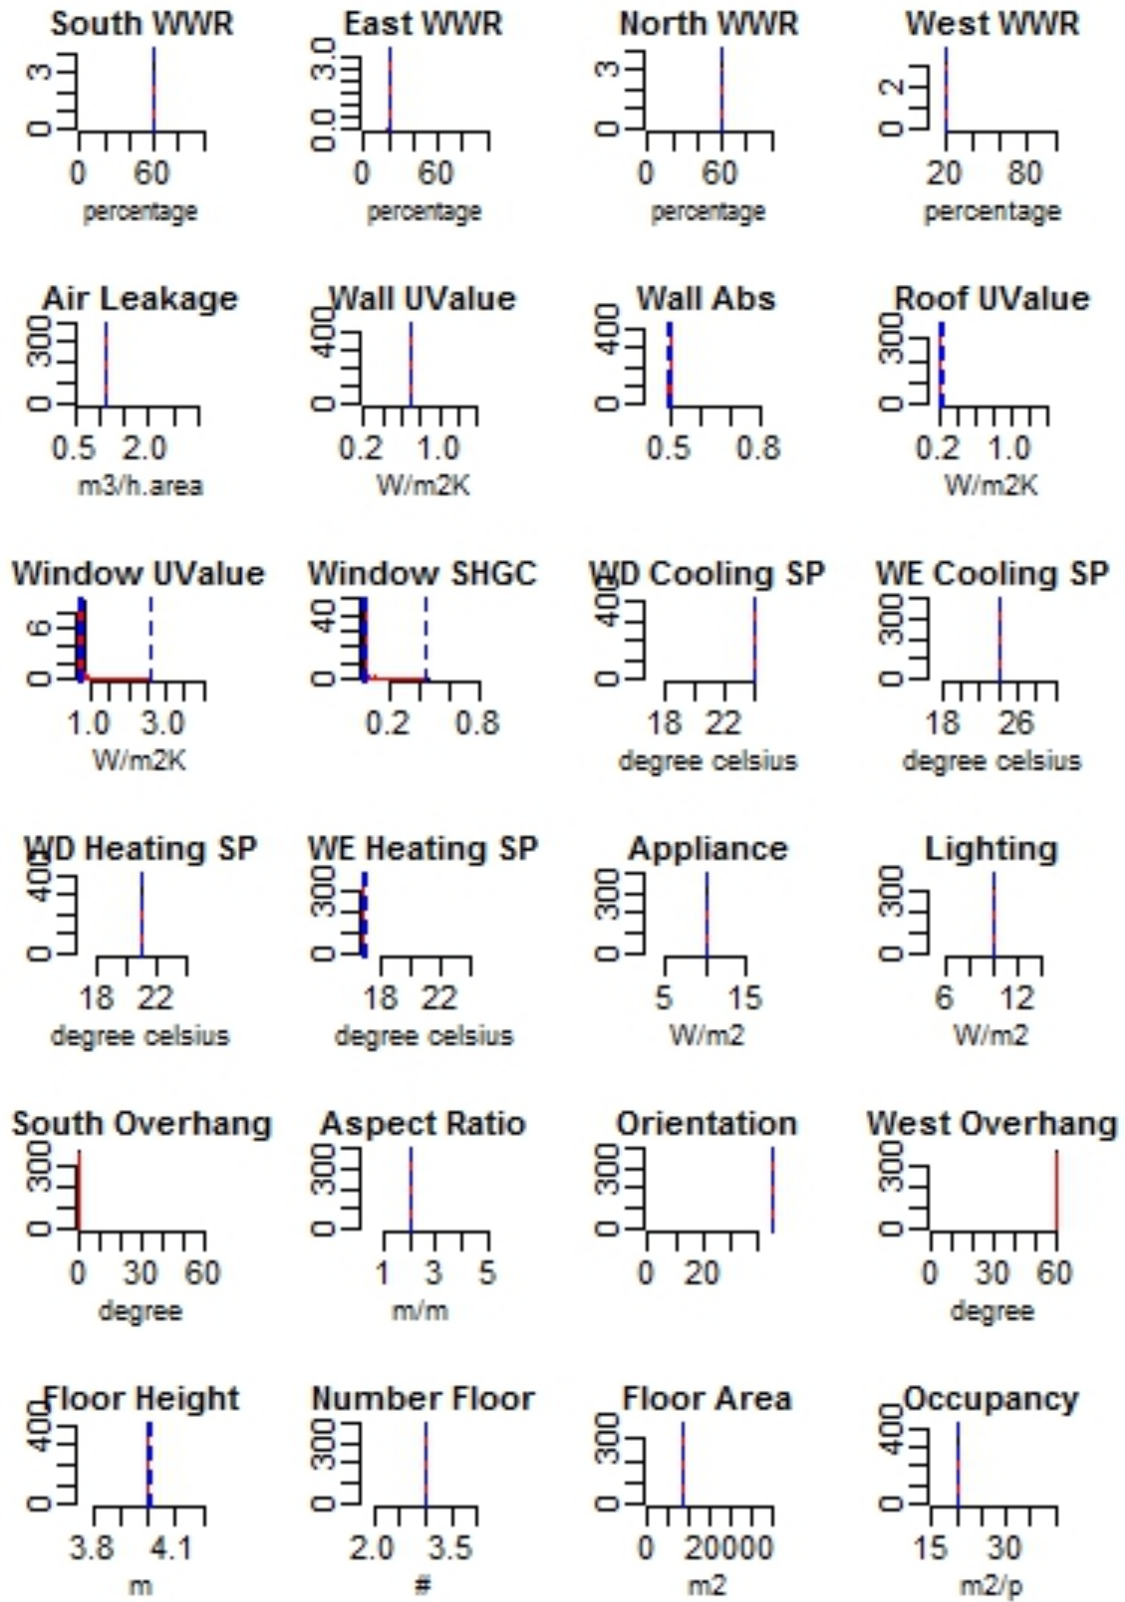 South WWR East WWR North WWR West WWR
3 3.0 3 2
0 0.0 0 0
0 60 0 60 0 60 20 80
percentage percentage percentage percentage
Air Leakage Wall UValue Wall Abs Roof UValue
300 400 400 300
0 0 0 0
0.5 2.0 0.2 1.0 0.5 0.8 0.2 1.0
m3/h.area W/m2K W/m2K
Window UValue Window SHGC WD Cooling SP WE Cooling SP
6 40 400 300
0 0 0 0
1.0 3.0 0.2 0.8 18 22 18 26
W/m2K degree celsius degree celsius
WD Heating SP WE Heating SP Appliance Lighting
400 300 300 300
0 0 0 0
18 22 18 22 5 15 6 12
degree celsius degree celsius W/m2 W/m2
South Overhang Aspect Ratio Orientation West Overhang
300 300 300 300
0 0 0 0
0 30 60 1 3 5 0 20 0 30 60
degree m/m degree
Floor Height Number Floor Floor Area Occupancy
400 300 300 400
0 0 0 0
3.8 4.1 2.0 3.5 0 20000 15 30
m # m2 m2/p